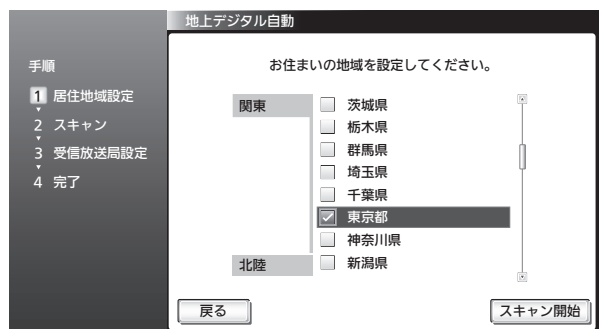 地上デジタル自動
手順
1 居住地域設定
2 スキャン
3 受信放送局設定
4 完了
お住まいの地域を設定してください。
関東
茨城県
栃木県
群馬県
埼玉県
千葉県
東京都
神奈川県
北陸
新潟県
戻る
スキャン開始